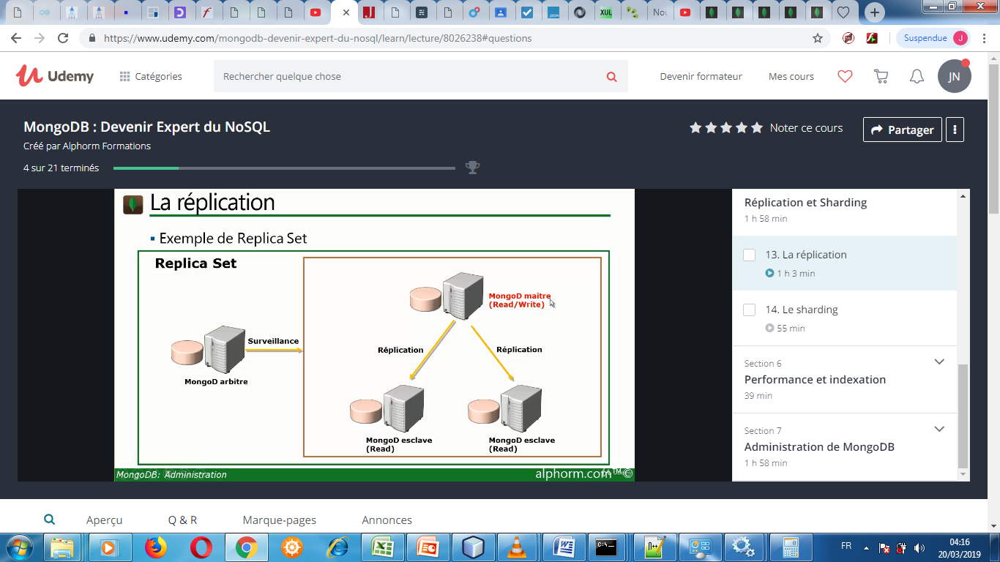 XUL
JSON
Nou
https://www.udemy.com/mongodb-devenir-expert-du-nosql/learn/lecture/8026238#questions
Suspendue J
Udemy
Catégories
Rechercher quelque chose
Devenir formateur
Mes cours
JN
MongoDB : Devenir Expert du NoSQL
Créé par Alphorm Formations
4 sur 21 terminés
Noter ce cours
Partager
La réplication
Exemple de Replica Set
Replica Set
MongoD maitre
(Read/Write)
Surveillance
MongoD arbitre
Réplication
Réplication
MongoD esclave
(Read)
MongoD esclave
(Read)
MongoDB: Administration
alphorm.com™©
Réplication et Sharding
1 h 58 min
13. La réplication
1 h 3 min
14. Le sharding
55 min
Section 6
Performance et indexation
39 min
Section 7
Administration de MongoDB
1 h 58 min
Aperçu
Q & R
Marque-pages
Annonces
FR
04:16
20/03/2019